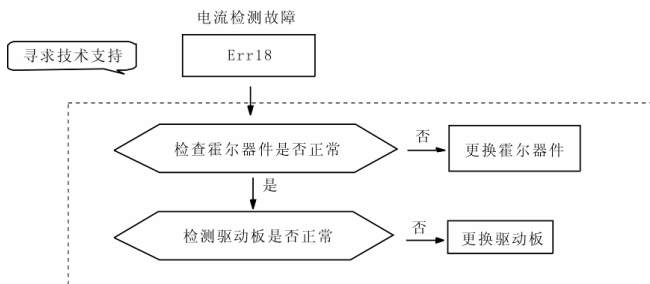 电流检测故障
寻求技术支持
Err18
检查霍尔器件是否正常
否
更换霍尔器件
是
检测驱动板是否正常
否
更换驱动板